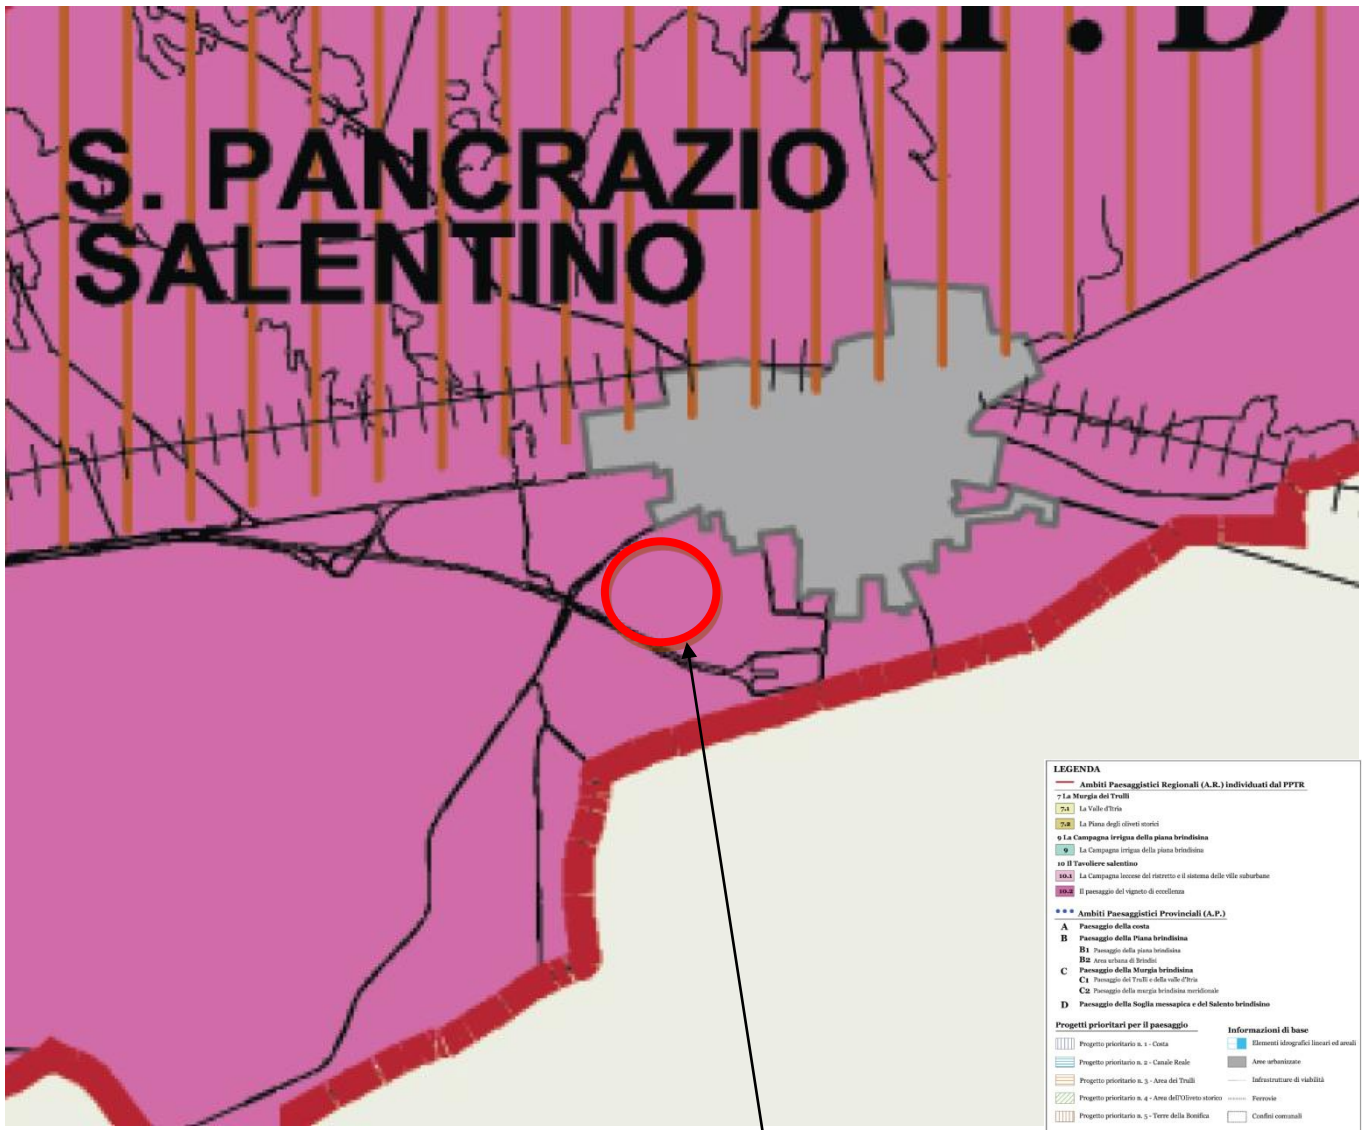 A.P. D
S. PANCRAZIO
SALENTINO
LEGENDA
Ambiti Paesaggistici Regionali (A.R.) individuati dal PPTR
7 La Murgia dei Trulli
7.1 La Valle d'Itria
7.2 La Piana degli oliveti storici
9 La Campagna irrigua della piana brindisina
9 La Campagna irrigua della piana brindisina
10 Il Tavoliere salentino
10.1 La Campagna leccese del ristretto e il sistema delle ville suburbane
10.2 Il paesaggio del vigneto di eccellenza
Ambiti Paesaggistici Provinciali (A.P.)
A Paesaggio della costa
B Paesaggio della Piana brindisina
B1 Paesaggio della piana brindisina
B2 Area urbana di Brindisi
C Paesaggio della Murgia brindisina
C1 Paesaggio dei Trulli e della valle d'Itria
C2 Paesaggio della murgia brindisina meridionale
D Paesaggio della Soglia messapica e del Salento brindisino
Progetti prioritari per il paesaggio
Progetto prioritario n. 1 - Costa
Progetto prioritario n. 2 - Canale Reale
Progetto prioritario n. 3 - Area dei Trulli
Progetto prioritario n. 4 - Area dell'Oliveto storico
Progetto prioritario n. 5 - Terre della Bonifica
Informazioni di base
Elementi idrografici lineari ed areali
Aree urbanizzate
Infrastrutture di viabilità
Ferrovie
Confini comunali